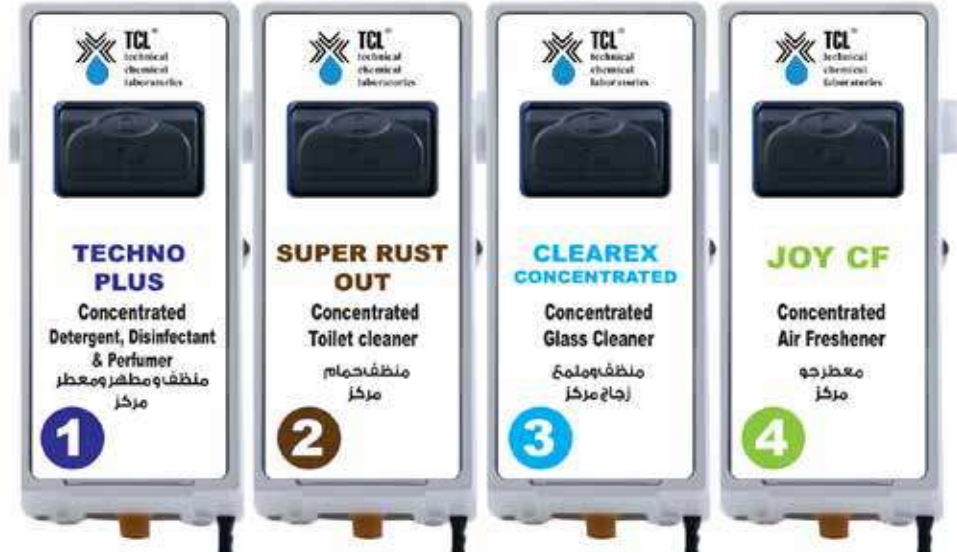 TCL®
technical
chemical
laboratories
TECHNO
PLUS
Concentrated
Detergent, Disinfectant
& Perfumer
منظف ومطهر ومعطر
مركز
1
TCL®
technical
chemical
laboratories
SUPER RUST
OUT
Concentrated
Toilet cleaner
منظف حمام
مركز
2
TCL®
technical
chemical
laboratories
CLEAREX
CONCENTRATED
Concentrated
Glass Cleaner
منظف وملمع
زجاج مركز
3
TCL®
technical
chemical
laboratories
JOY CF
Concentrated
Air Freshener
معطر جو
مركز
4